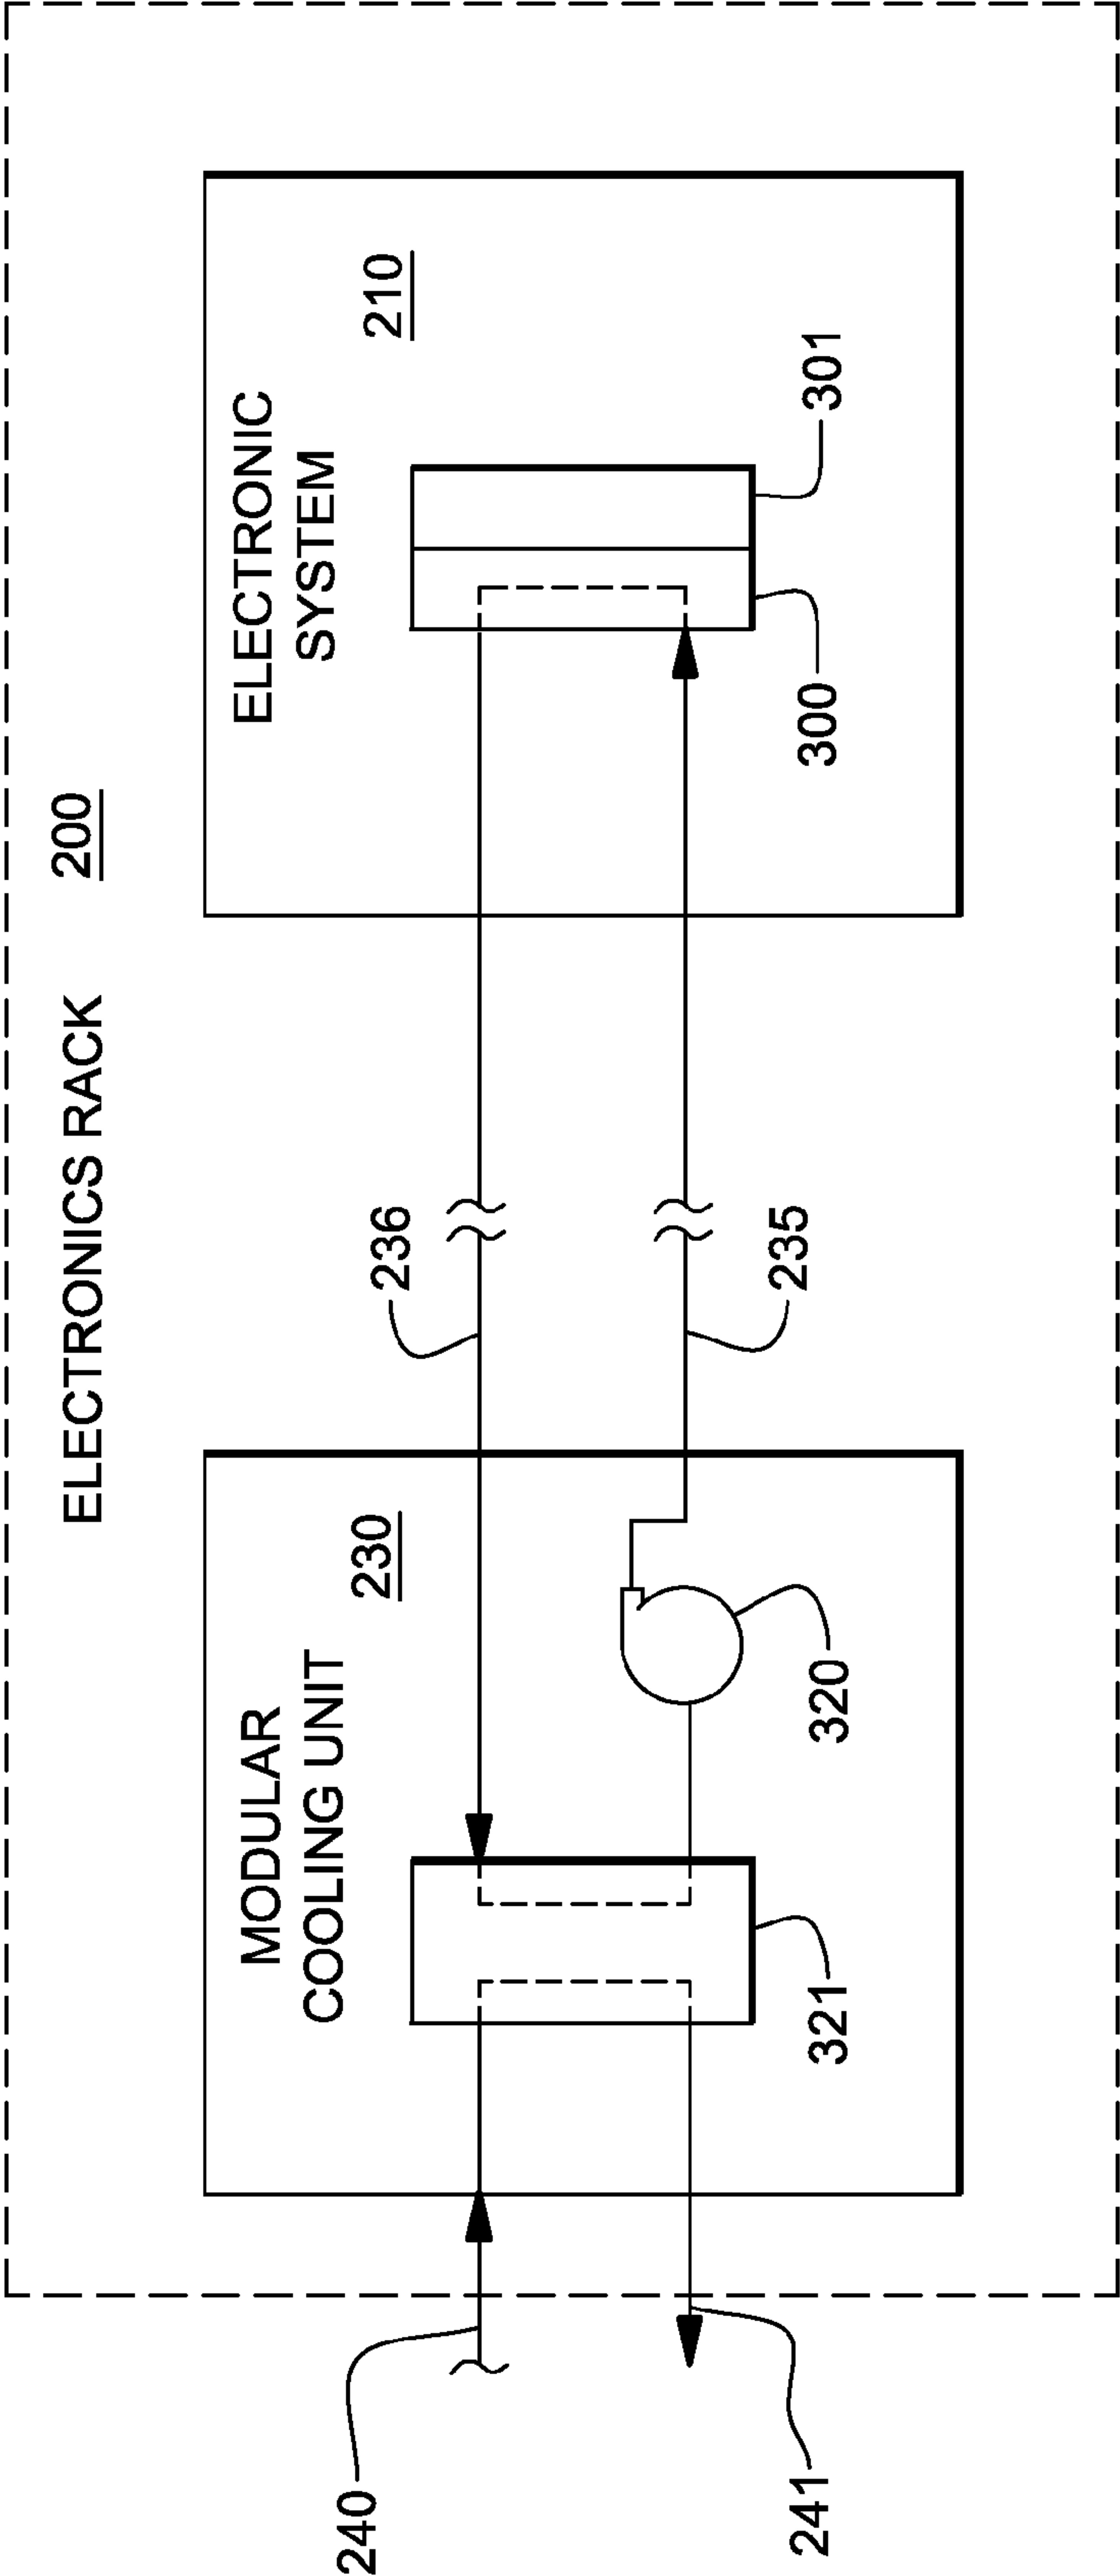 ELECTRONICS RACK 200
MODULAR
COOLING UNIT
230
ELECTRONIC
SYSTEM
210
240
236
241
321
320
235
300
301